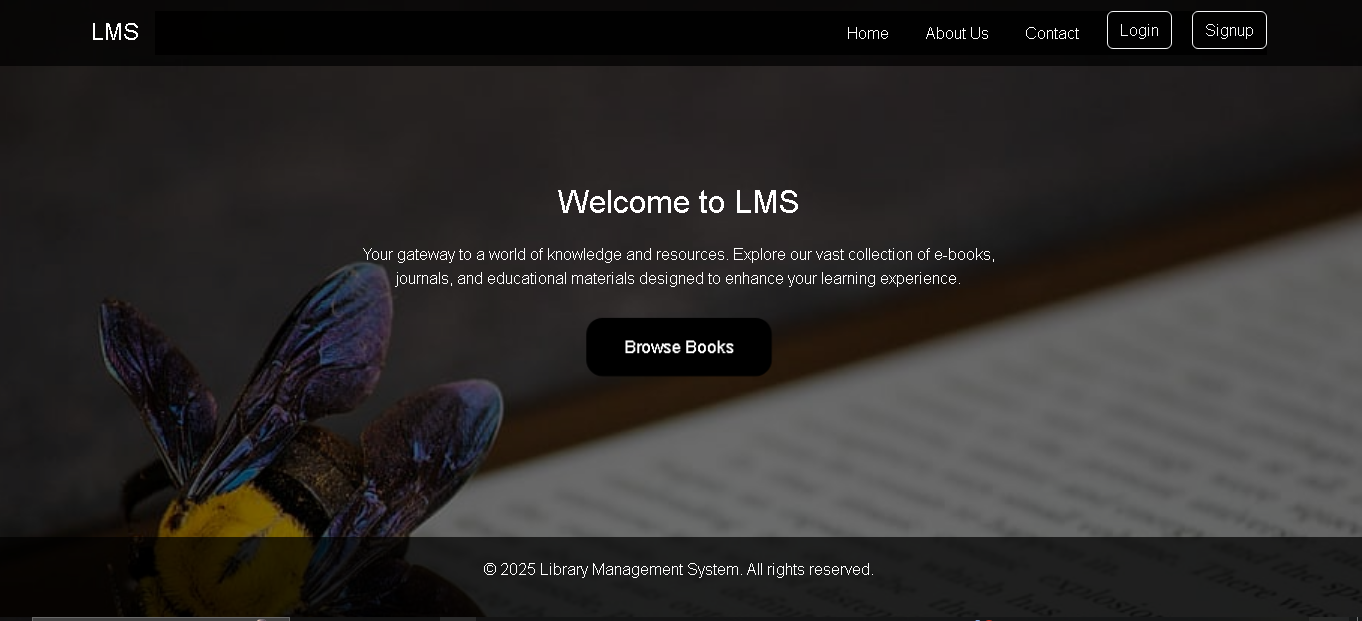 LMS
Home
About Us
Contact
Login
Signup
Welcome to LMS
Your gateway to a world of knowledge and resources. Explore our vast collection of e-books,
journals, and educational materials designed to enhance your learning experience.
Browse Books
© 2025 Library Management System. All rights reserved.